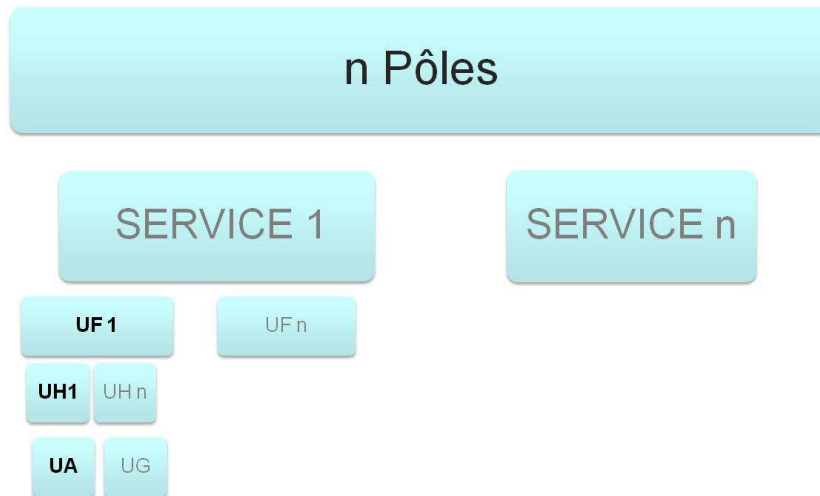 n Pôles
SERVICE 1
SERVICE n
UF 1
UF n
UH1
UH n
UA
UG